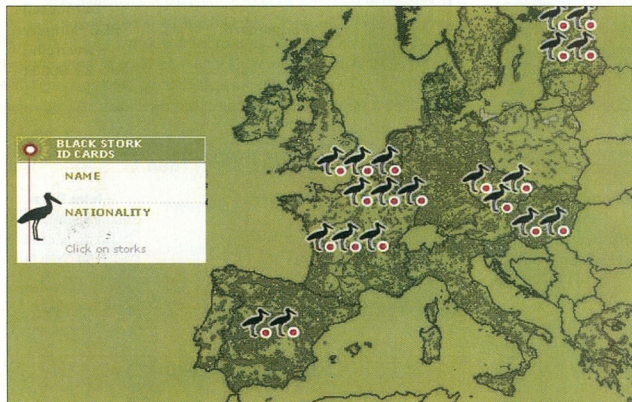 BLACK STORK
ID CARDS
NAME
NATIONALITY
Click on storks